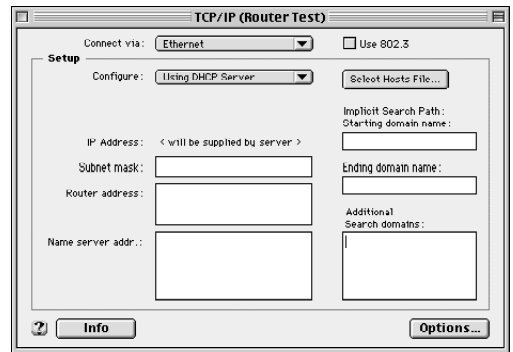 TCP/IP (Router Test)
Connect via: Ethernet
Use 802.3
Setup
Configure: Using DHCP Server
Select Hosts File...
Implicit Search Path:
Starting domain name:
IP Address: < will be supplied by server >
Subnet mask:
Ending domain name:
Router address:
Additional
Search domains:
Name server addr.:
?
Info
Options...